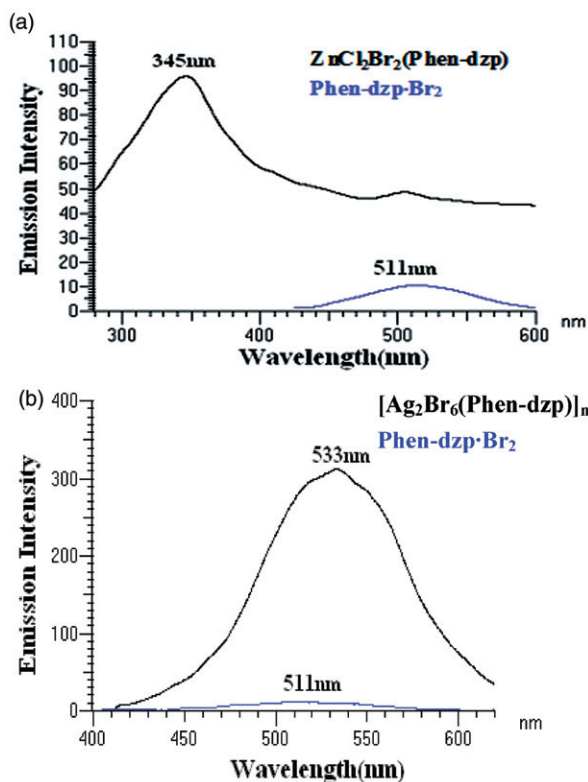 (a)
110
100
90
80
70
60
50
40
30
20
10
0
345nm
ZnCl₂Br₂(Phen-dzp)
Phen-dzp·Br₂
511nm
Emission Intensity
300 400 500 600 nm
Wavelength(nm)
(b)
400
300
200
100
0
[Ag₂Br₆(Phen-dzp)]n
Phen-dzp·Br₂
533nm
511nm
Emission Intensity
400 450 500 550 600 nm
Wavelength(nm)